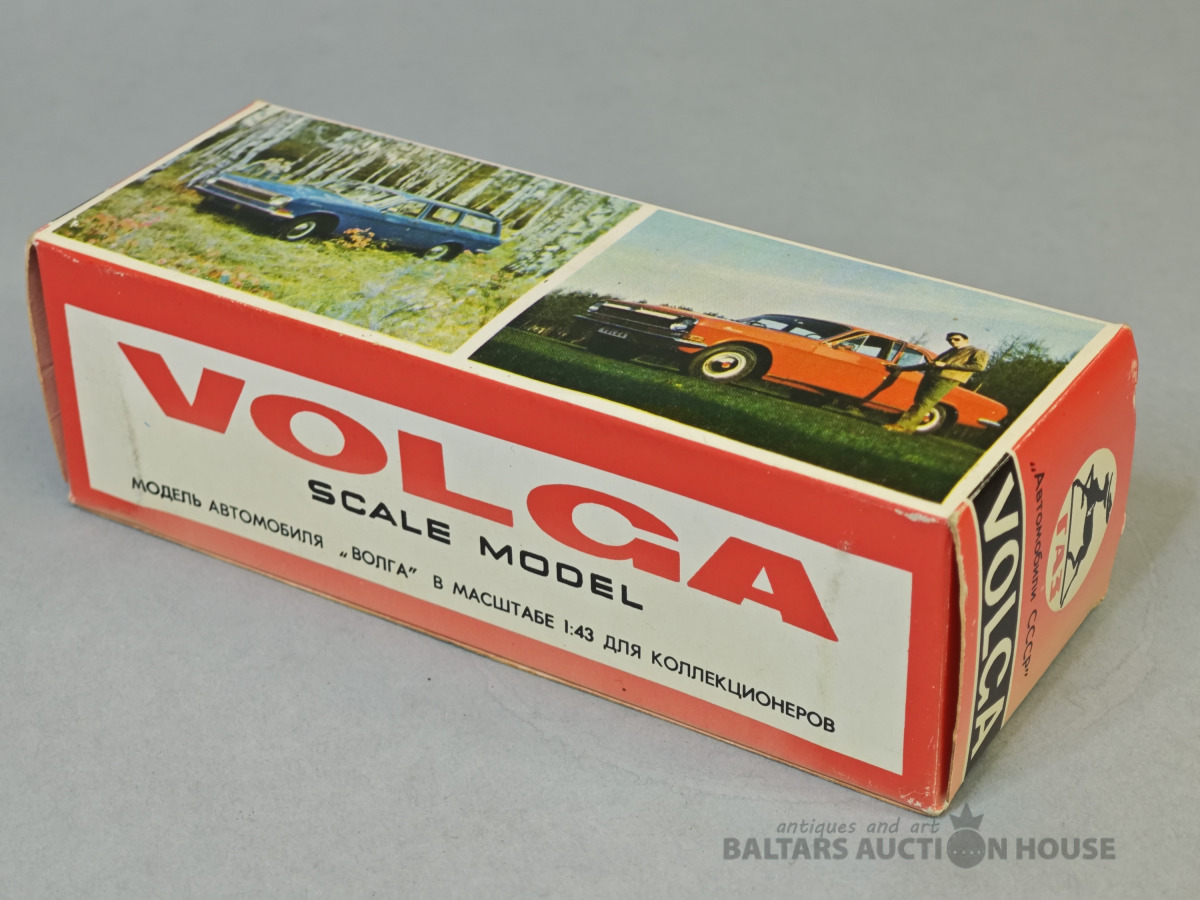 VOLGA
SCALE MODEL
МОДЕЛЬ АВТОМОБИЛЯ „ВОЛГА” В МАСШТАБЕ 1:43 ДЛЯ КОЛЛЕКЦИОНЕРОВ
VOLGA
„Автомобили СССР”
ГАЗ
antiques and art
BALTARS AUCTION HOUSE